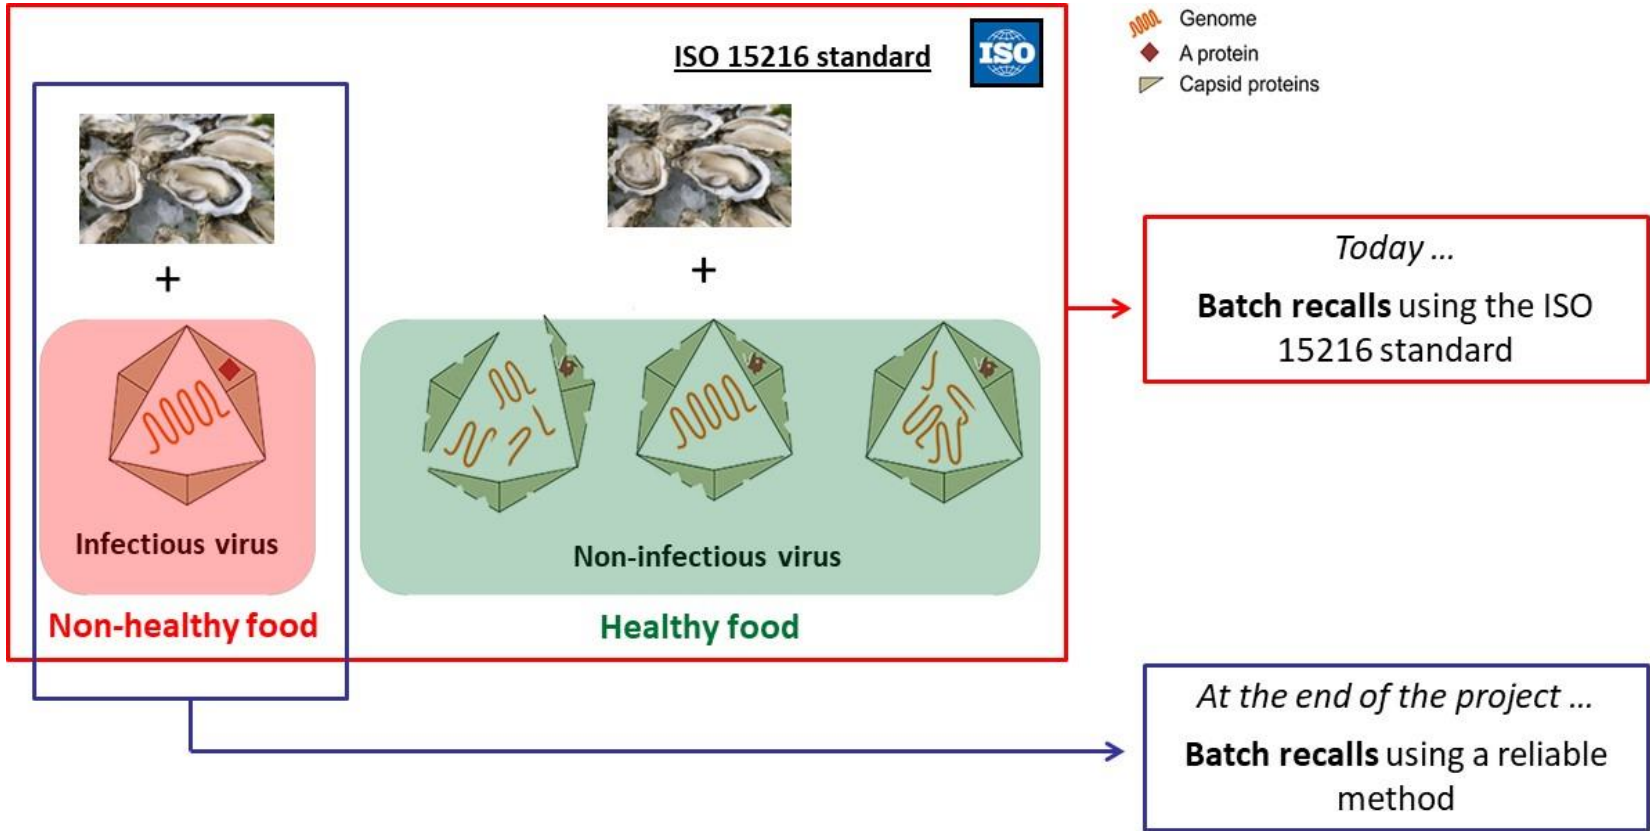 ISO 15216 standard
ISO
Genome
A protein
Capsid proteins
+
+
Infectious virus
Non-infectious virus
Non-healthy food
Healthy food
Today ...
Batch recalls using the ISO
15216 standard
At the end of the project ...
Batch recalls using a reliable
method